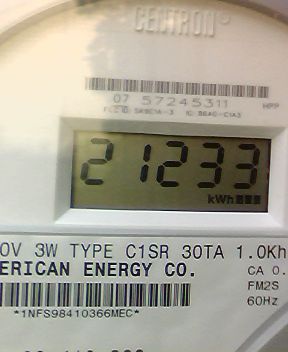 CENTRON
07 57245311 HPP
21233
kWh
0V 3W TYPE C1SR 30TA 1.0Kh
ERICAN ENERGY CO.
CA 0.
FM2S
60Hz
*1NFS98410366MEC*